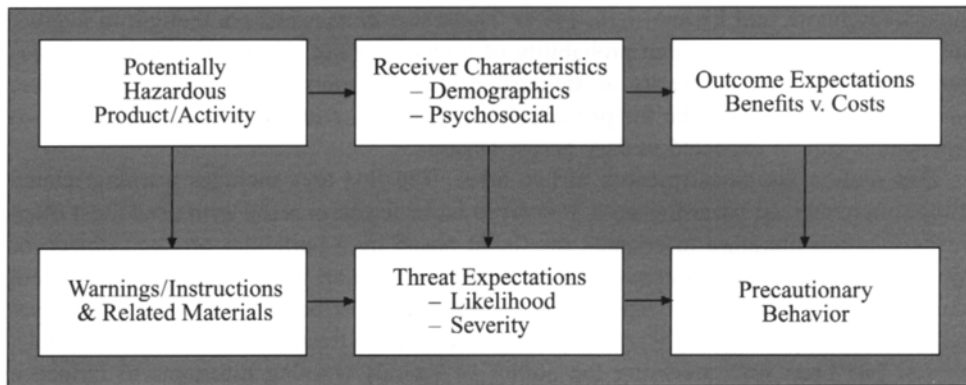 Potentially
Hazardous
Product/Activity
Receiver Characteristics
– Demographics
– Psychosocial
Outcome Expectations
Benefits v. Costs
Warnings/Instructions
& Related Materials
Threat Expectations
– Likelihood
– Severity
Precautionary
Behavior